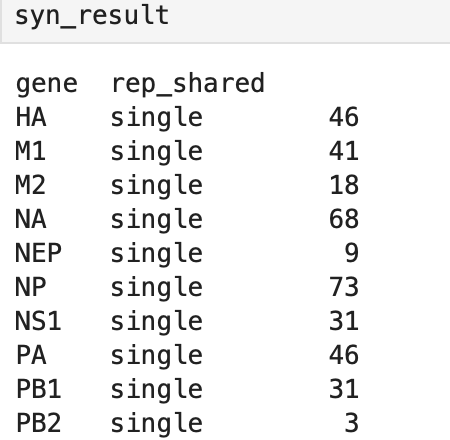 syn_result
gene rep_shared
HA single 46
M1 single 41
M2 single 18
NA single 68
NEP single 9
NP single 73
NS1 single 31
PA single 46
PB1 single 31
PB2 single 3